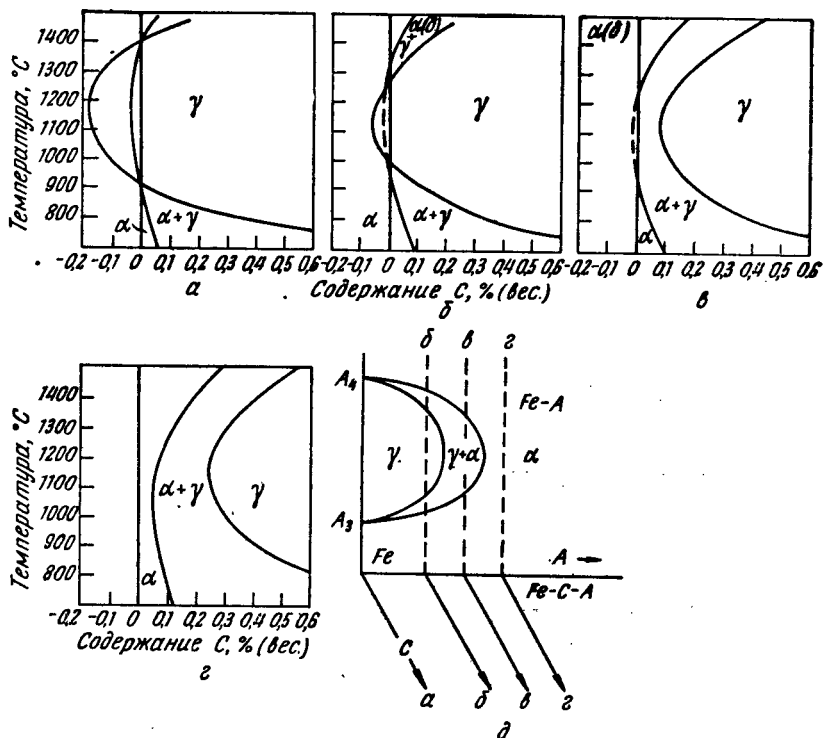 Температура, °С
1400
1300
1200
1100
1000
900
800
γ
α
α+γ
-0,2 -0,1 0 0,1 0,2 0,3 0,4 0,5 0,6
а
γ+α(δ)
γ
α
α+γ
-0,2 -0,1 0 0,1 0,2 0,3 0,4 0,5 0,6
Содержание С, % (вес.)
б
α(δ)
γ
α+γ
α
-0,2 -0,1 0 0,1 0,2 0,3 0,4 0,5 0,6
в
Температура, °С
1400
1300
1200
1100
1000
900
800
α+γ
γ
α
-0,2 -0,1 0 0,1 0,2 0,3 0,4 0,5 0,6
Содержание С, % (вес.)
г
б в г
A4
Fe-A
γ
γ+α
α
A3
Fe
A
Fe-C-A
C
а б в г
д